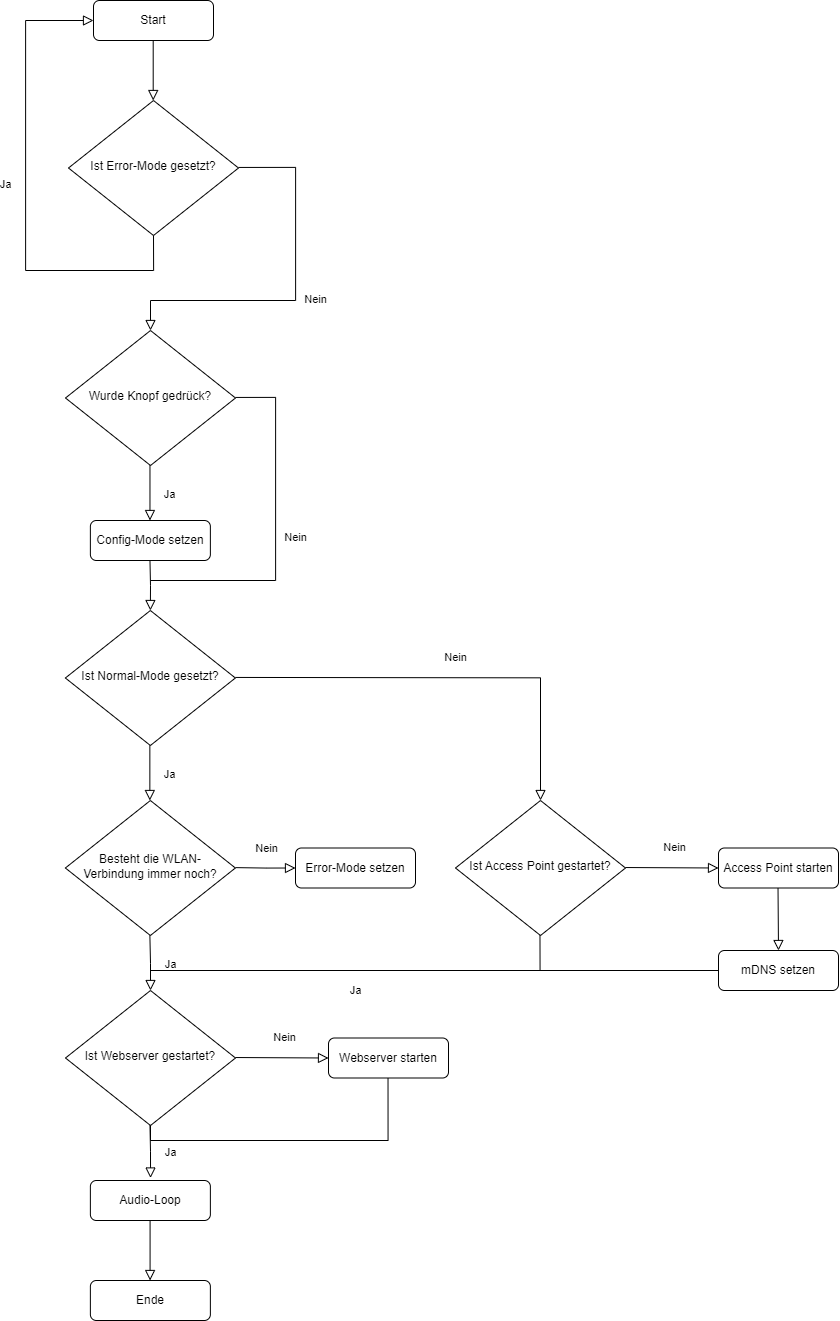 Start
Ist Error-Mode gesetzt?
Ja
Nein
Wurde Knopf gedrück?
Ja
Config-Mode setzen
Nein
Nein
Ist Normal-Mode gesetzt?
Ja
Besteht die WLAN-
Verbindung immer noch?
Nein
Error-Mode setzen
Ist Access Point gestartet?
Nein
Access Point starten
Ja
mDNS setzen
Ja
Ist Webserver gestartet?
Nein
Webserver starten
Ja
Audio-Loop
Ende